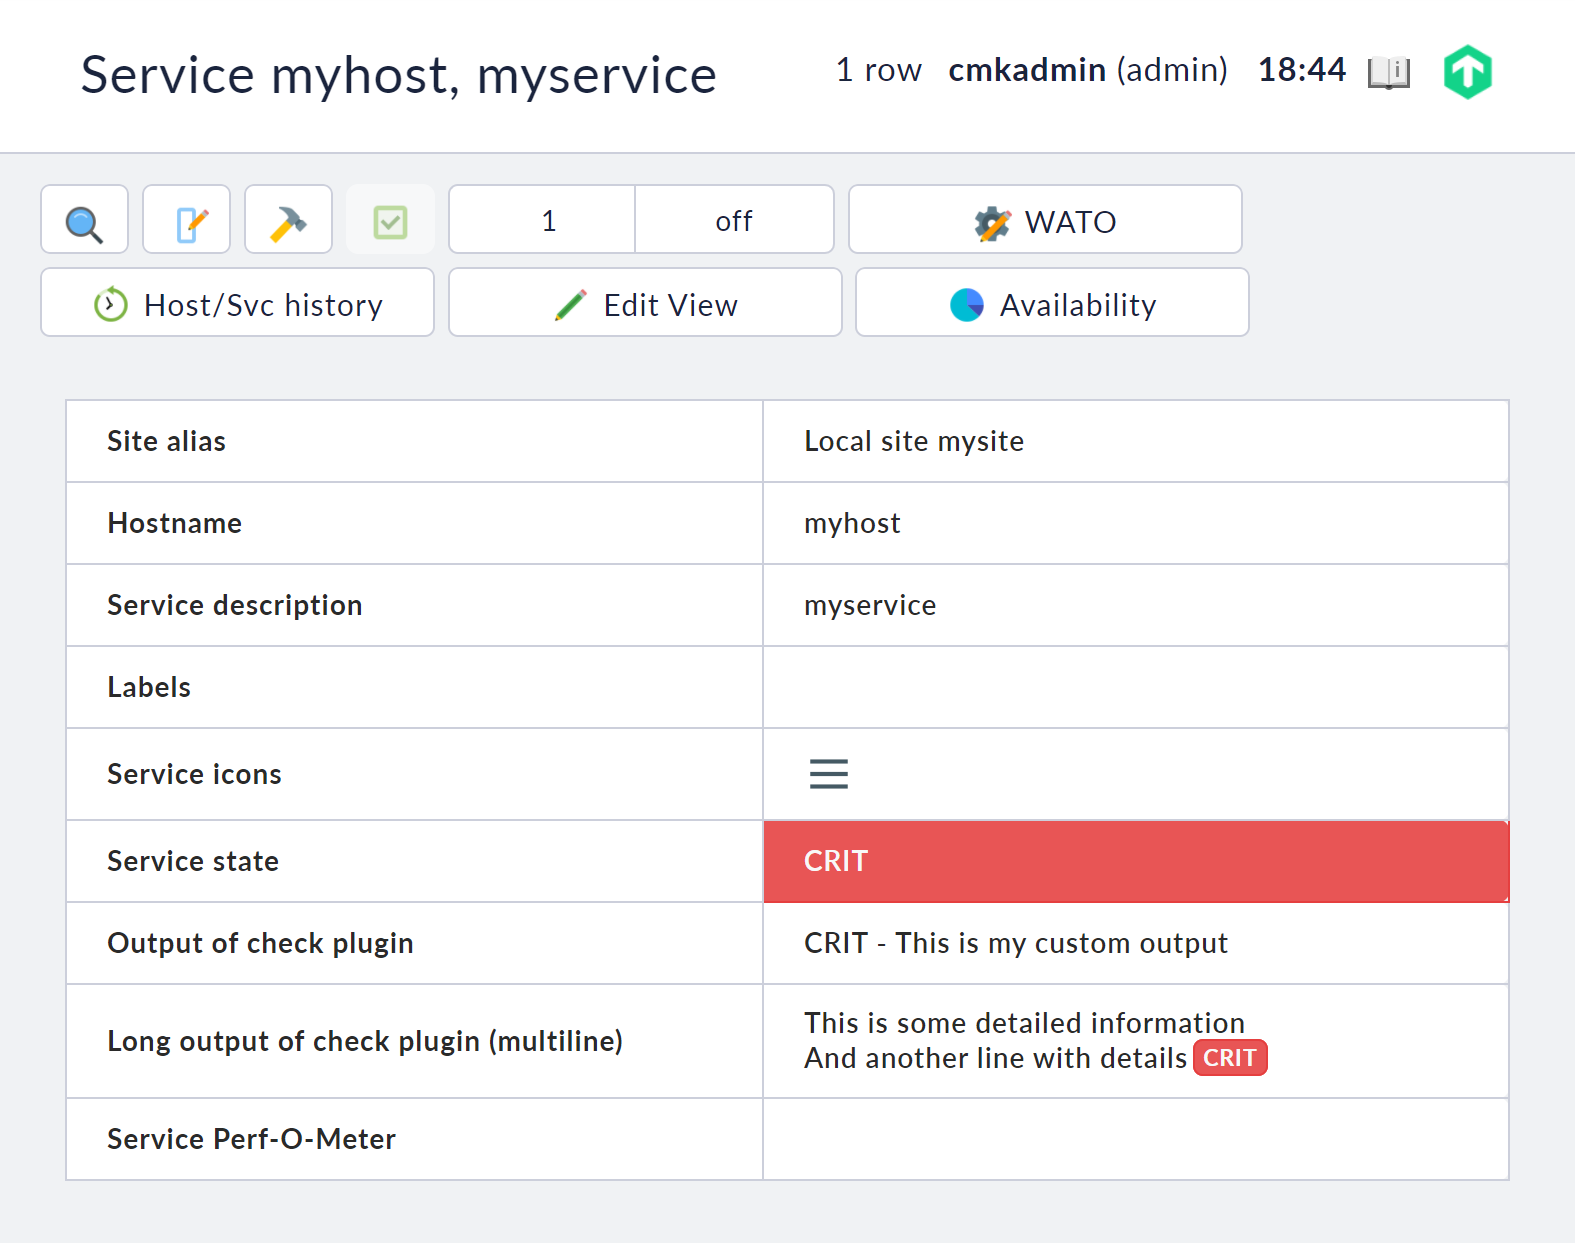 Service myhost, myservice
1 row cmkadmin (admin) 18:44
1 off WATO
Host/Svc history Edit View Availability
Site alias Local site mysite
Hostname myhost
Service description myservice
Labels
Service icons
Service state CRIT
Output of check plugin CRIT - This is my custom output
Long output of check plugin (multiline)
This is some detailed information
And another line with details CRIT
Service Perf-O-Meter